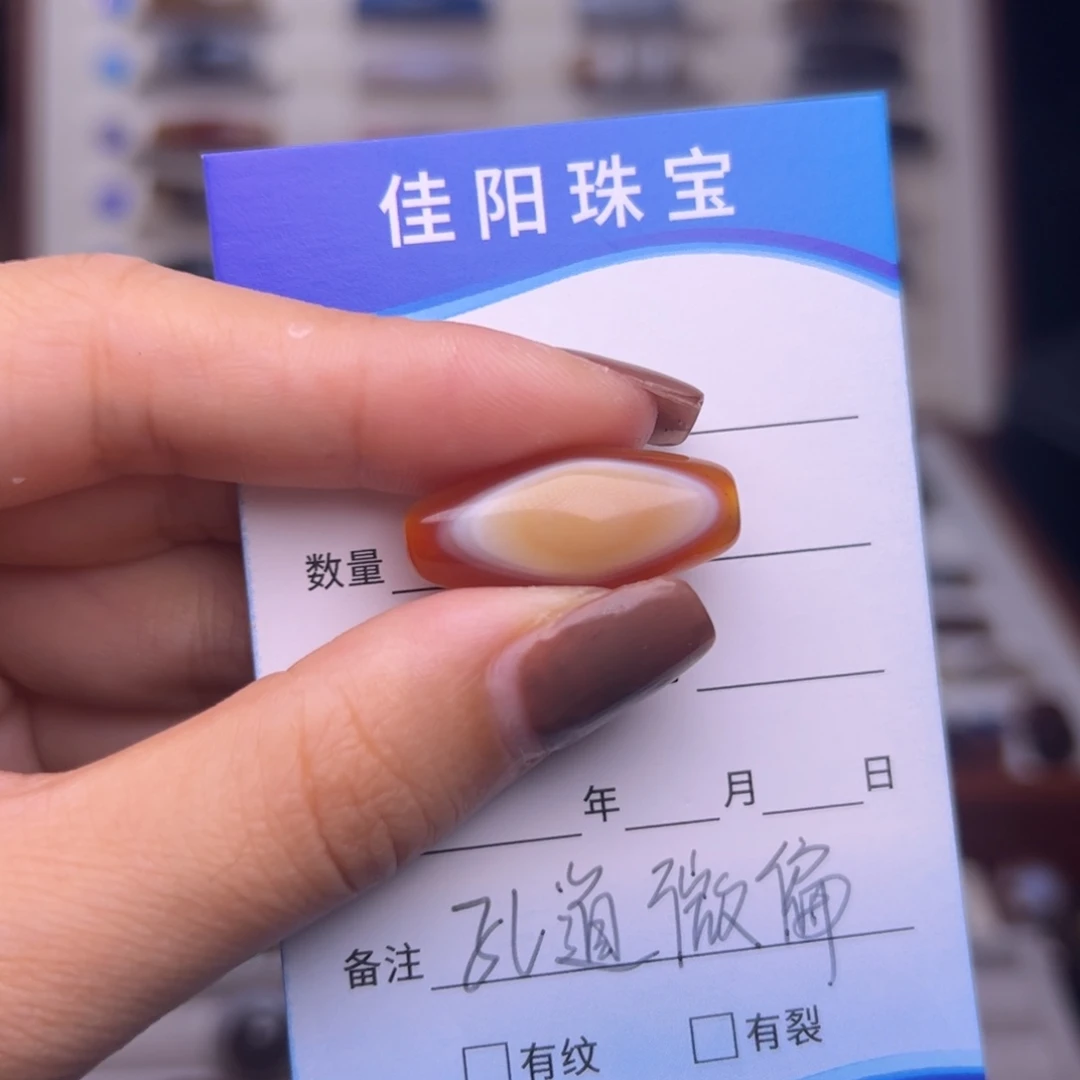 佳阳珠宝
数量
年 月 日
备注 孔道微偏
有纹 有裂